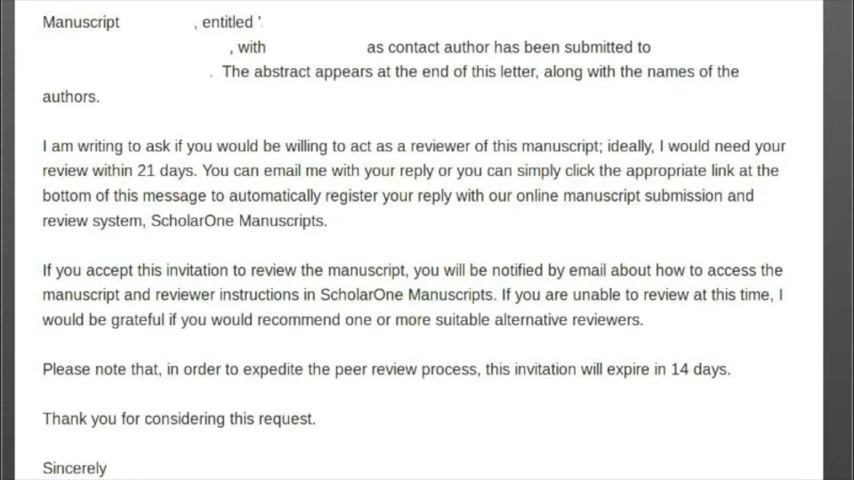 Manuscript , entitled '
, with as contact author has been submitted to
. The abstract appears at the end of this letter, along with the names of the
authors.
I am writing to ask if you would be willing to act as a reviewer of this manuscript; ideally, I would need your
review within 21 days. You can email me with your reply or you can simply click the appropriate link at the
bottom of this message to automatically register your reply with our online manuscript submission and
review system, ScholarOne Manuscripts.
If you accept this invitation to review the manuscript, you will be notified by email about how to access the
manuscript and reviewer instructions in ScholarOne Manuscripts. If you are unable to review at this time, I
would be grateful if you would recommend one or more suitable alternative reviewers.
Please note that, in order to expedite the peer review process, this invitation will expire in 14 days.
Thank you for considering this request.
Sincerely